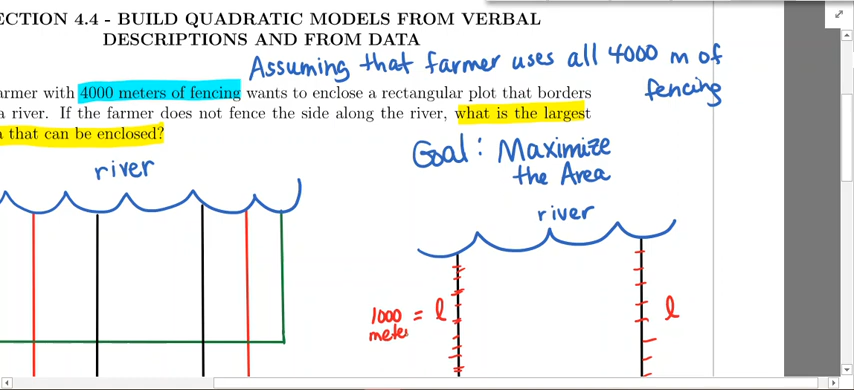 ECTION 4.4 - BUILD QUADRATIC MODELS FROM VERBAL
DESCRIPTIONS AND FROM DATA
Assuming that farmer uses all 4000 m of
fencing
armer with 4000 meters of fencing wants to enclose a rectangular plot that borders
a river. If the farmer does not fence the side along the river, what is the largest
a that can be enclosed?
Goal: Maximize
the Area
river
river
1000 = l
meter
l